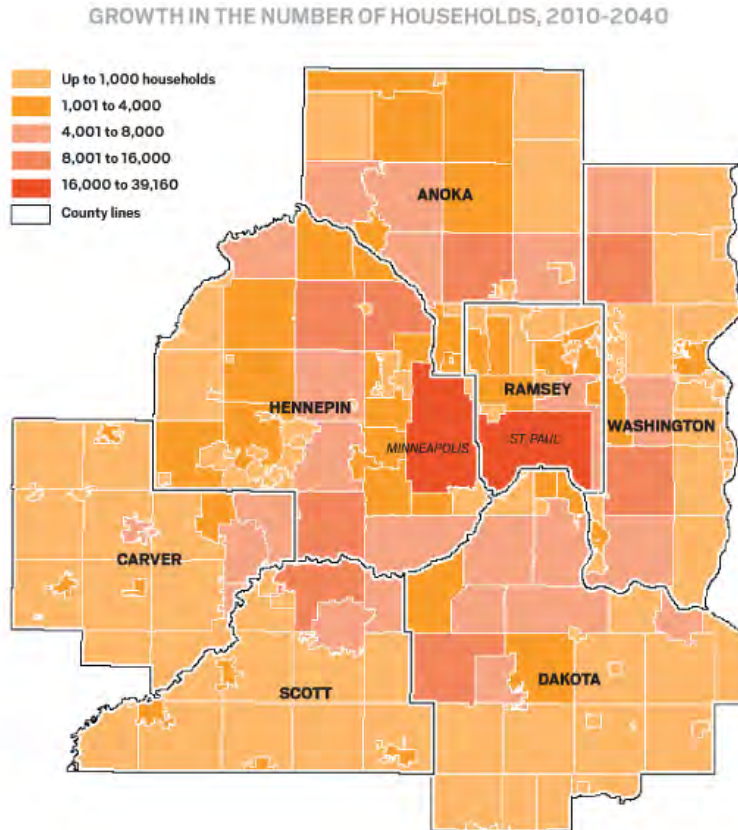 GROWTH IN THE NUMBER OF HOUSEHOLDS, 2010-2040
Up to 1,000 households
1,001 to 4,000
4,001 to 8,000
8,001 to 16,000
16,000 to 39,160
County lines
ANOKA
HENNEPIN
RAMSEY
WASHINGTON
MINNEAPOLIS
ST. PAUL
CARVER
SCOTT
DAKOTA